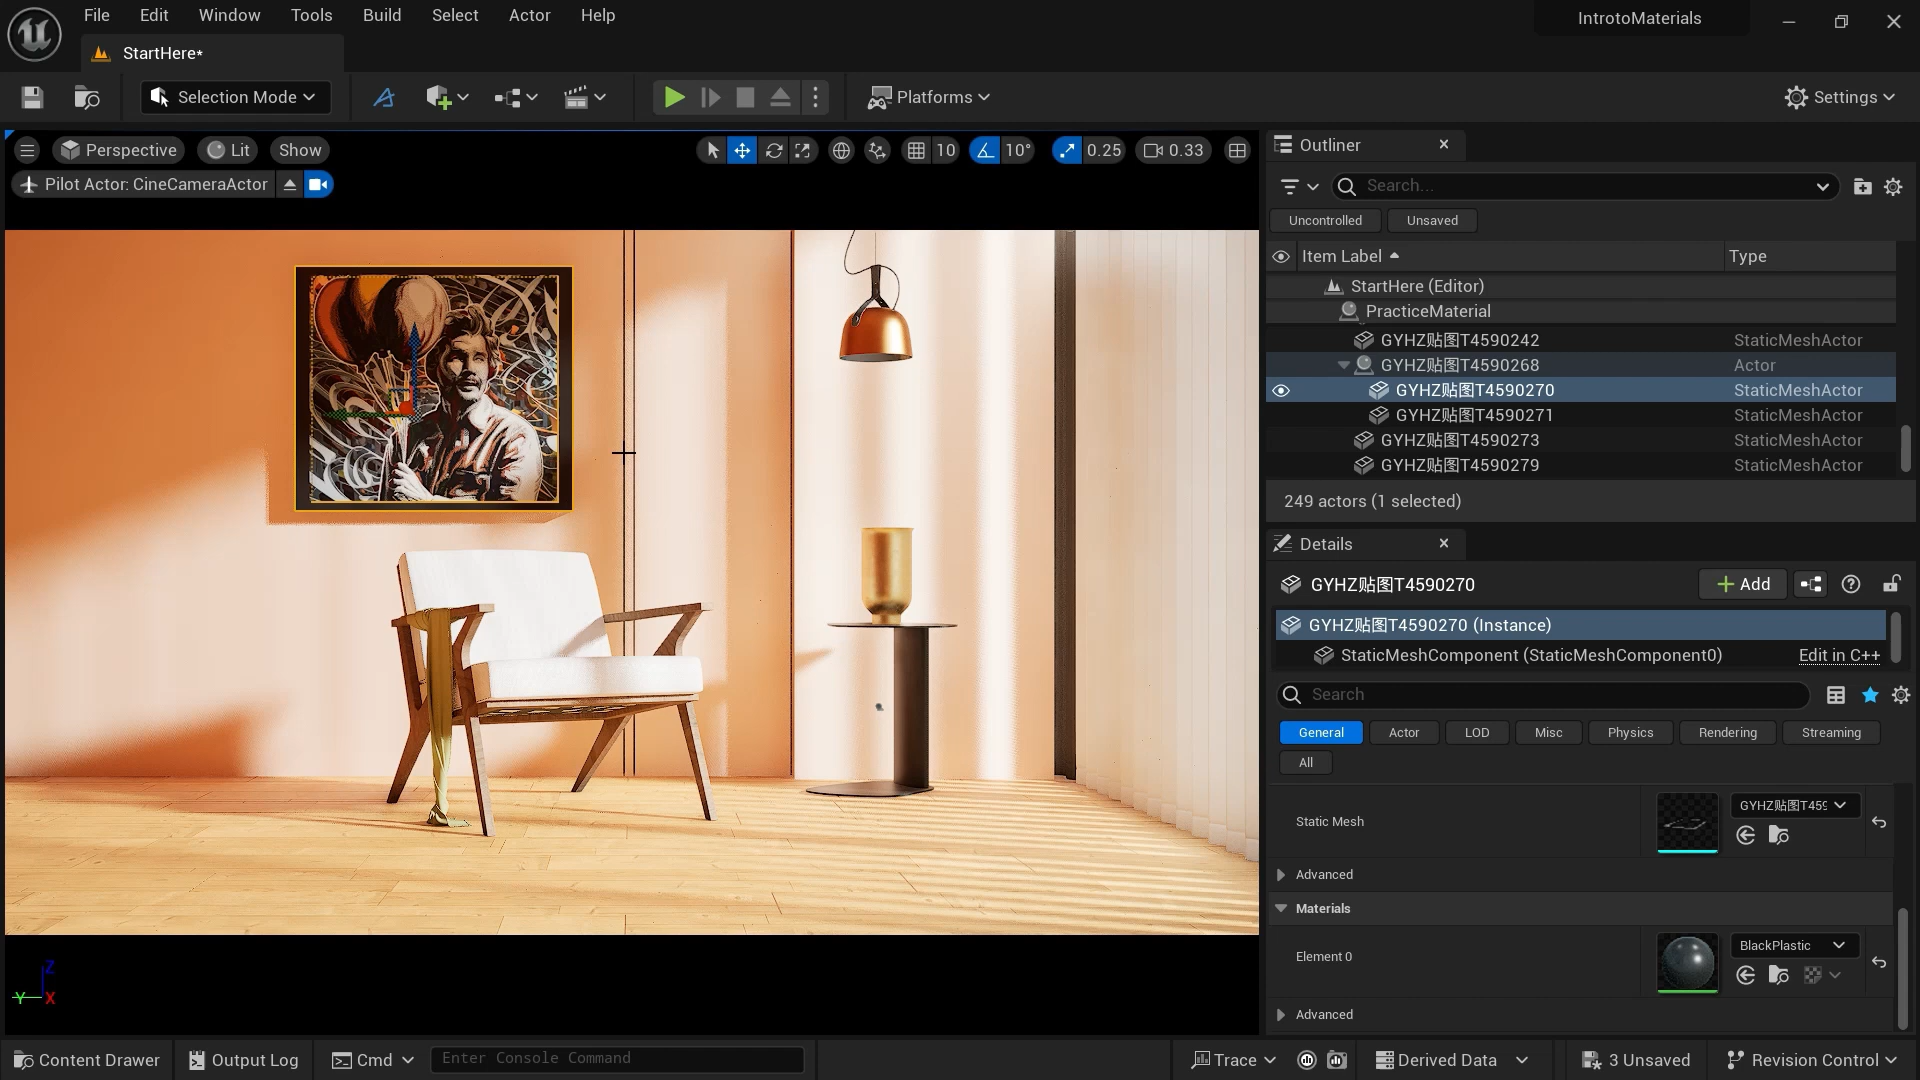 File Edit Window Tools Build Select Actor Help
IntrotoMaterials
StartHere*
Selection Mode
Platforms
Settings
Perspective
Lit
Show
10
10°
0.25
0.33
Pilot Actor: CineCameraActor
Outliner
Search...
Uncontrolled
Unsaved
Item Label
Type
StartHere (Editor)
PracticeMaterial
GYHZ贴图T4590242 StaticMeshActor
GYHZ贴图T4590268 Actor
GYHZ贴图T4590270 StaticMeshActor
GYHZ贴图T4590271 StaticMeshActor
GYHZ贴图T4590273 StaticMeshActor
GYHZ贴图T4590279 StaticMeshActor
249 actors (1 selected)
Details
GYHZ贴图T4590270
Add
GYHZ贴图T4590270 (Instance)
StaticMeshComponent (StaticMeshComponent0) Edit in C++
Search
General Actor LOD Misc Physics Rendering Streaming
All
Static Mesh
GYHZ贴图T459
Advanced
Materials
Element 0
BlackPlastic
Advanced
Z
Y X
Content Drawer
Output Log
Cmd
Enter Console Command
Trace
Derived Data
3 Unsaved
Revision Control